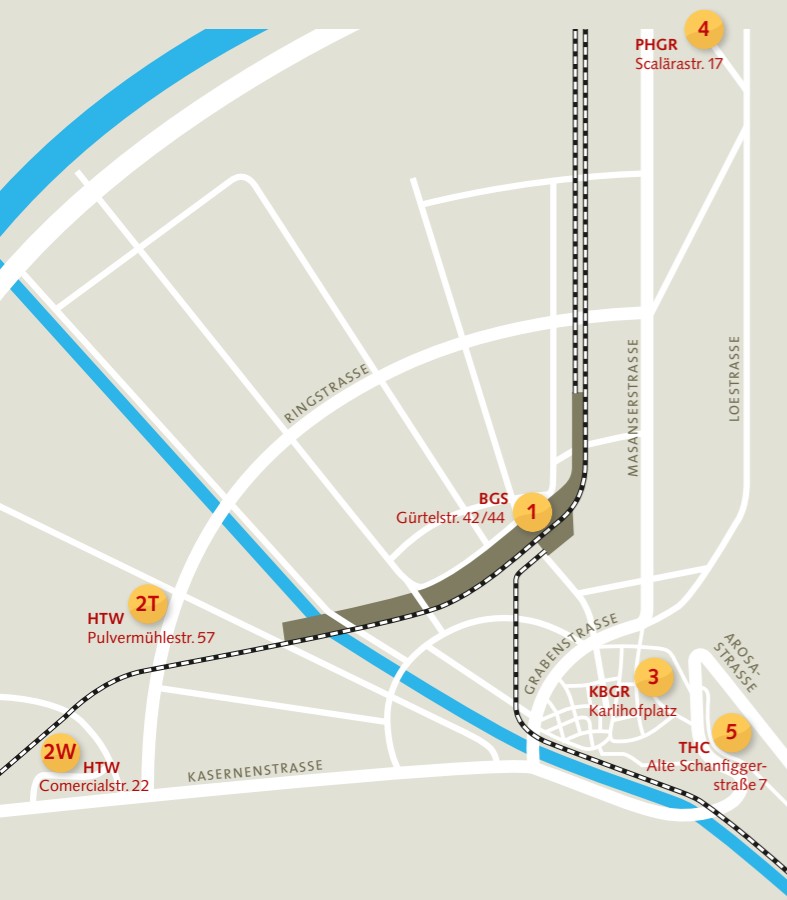 4
PHGR
Scalärastr. 17
RINGSTRASSE
MASANSERSTRASSE
LOESTRASSE
BGS
Gürtelstr. 42/44
1
2T
HTW
Pulvermühlestr. 57
GRABENSTRASSE
AROSA-
STRASSE
3
KBGR
Karlihofplatz
5
THC
Alte Schanfigger-
straße 7
2W
HTW
Comercialstr. 22
KASERNENSTRASSE